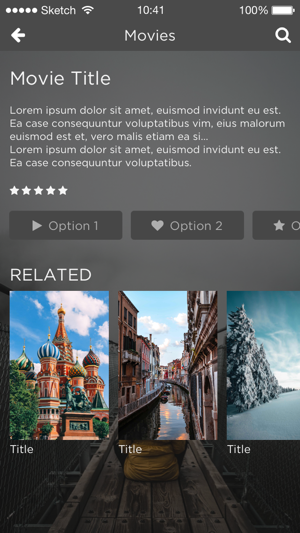 Sketch 10:41 100%
Movies
Movie Title
Lorem ipsum dolor sit amet, euismod invidunt eu est.
Ea case consequuntur voluptatibus vim, eius malorum
euismod est et, vero malis etiam ea si...
Lorem ipsum dolor sit amet, euismod invidunt eu est.
Ea case consequuntur voluptatibus.
Option 1 Option 2 O
RELATED
Title Title Title